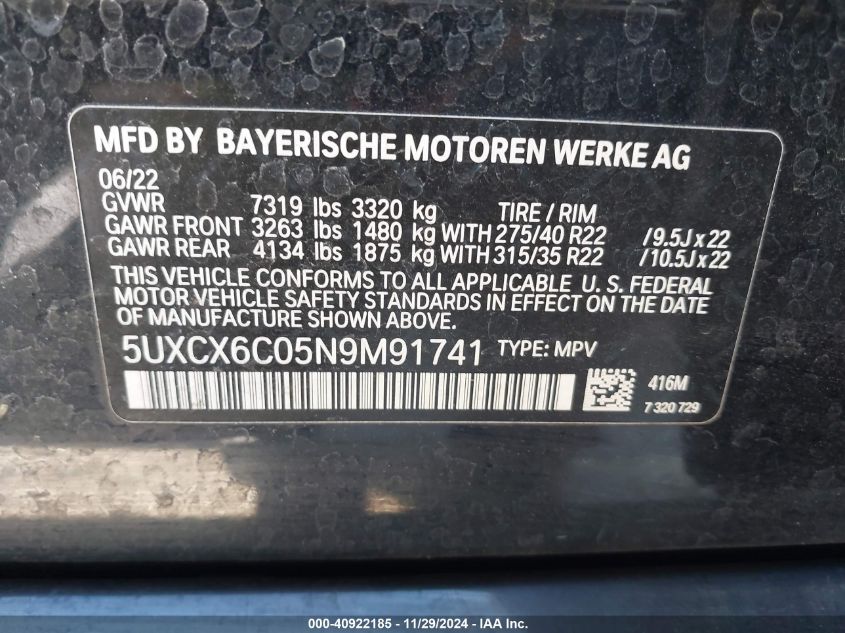 MFD BY BAYERISCHE MOTOREN WERKE AG
06/22
GVWR 7319 lbs 3320 kg TIRE / RIM
GAWR FRONT 3263 lbs 1480 kg WITH 275/40 R22 /9.5J x 22
GAWR REAR 4134 lbs 1875 kg WITH 315/35 R22 /10.5J x 22
THIS VEHICLE CONFORMS TO ALL APPLICABLE U. S. FEDERAL
MOTOR VEHICLE SAFETY STANDARDS IN EFFECT ON THE DATE
OF MANUFACTURE SHOWN ABOVE.
5UXCX6C05N9M91741 TYPE: MPV
416M
7 320 729
000-40922185 - 11/29/2024 - IAA Inc.